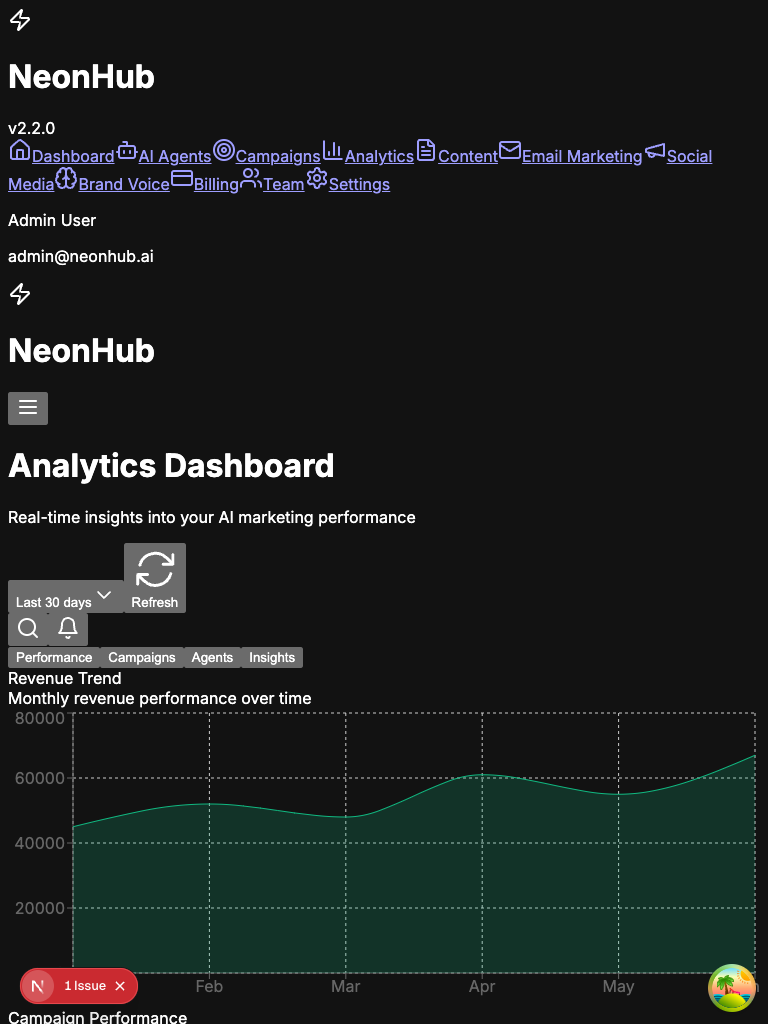 NeonHub
v2.2.0
Dashboard AI Agents Campaigns Analytics Content Email Marketing Social
Media Brand Voice Billing Team Settings
Admin User
admin@neonhub.ai
NeonHub
Analytics Dashboard
Real-time insights into your AI marketing performance
Last 30 days Refresh
Performance Campaigns Agents Insights
Revenue Trend
Monthly revenue performance over time
80000
60000
40000
20000
Feb Mar Apr May
N 1 Issue
Campaign Performance